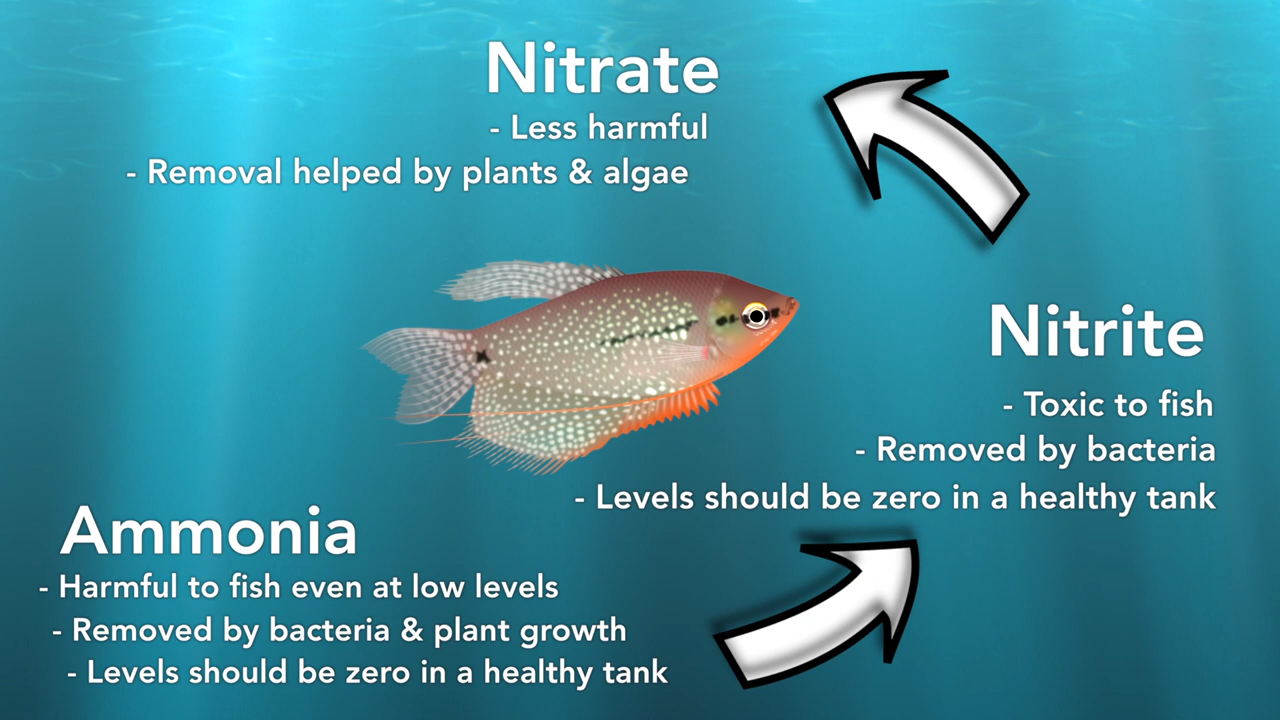 Nitrate
- Less harmful
- Removal helped by plants & algae
Nitrite
- Toxic to fish
- Removed by bacteria
- Levels should be zero in a healthy tank
Ammonia
- Harmful to fish even at low levels
- Removed by bacteria & plant growth
- Levels should be zero in a healthy tank